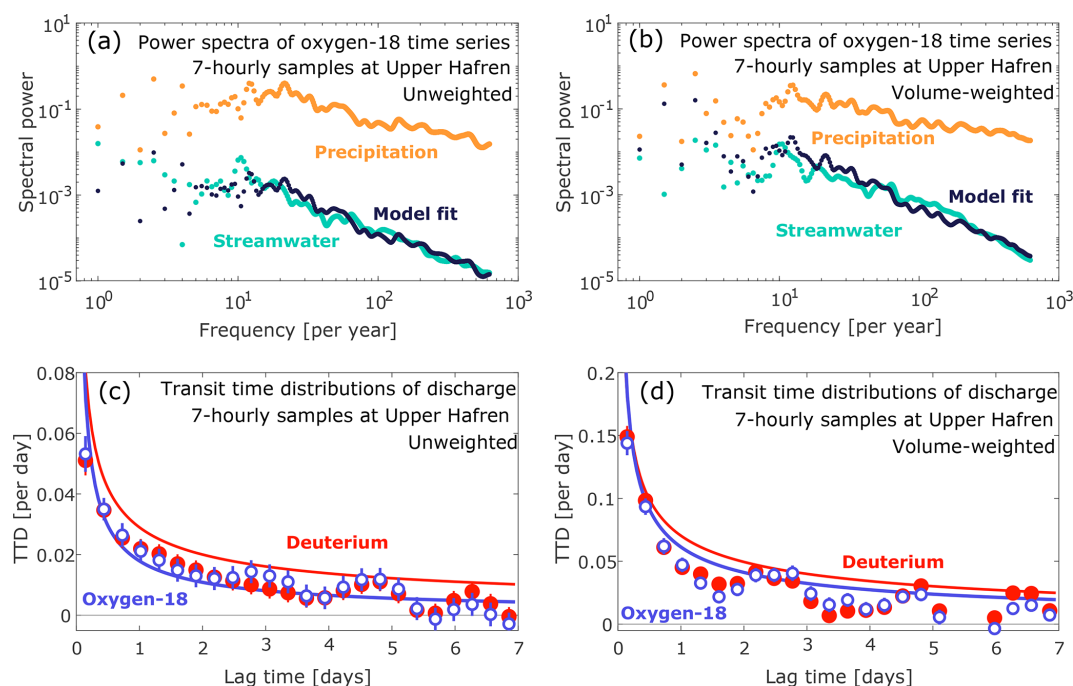 (a)
Power spectra of oxygen-18 time series
7-hourly samples at Upper Hafren
Unweighted
Precipitation
Model fit
Streamwater
Spectral power
10^-1
10^-3
10^-5
10^0 10^1 10^2 10^3
Frequency [per year]
(b)
Power spectra of oxygen-18 time series
7-hourly samples at Upper Hafren
Volume-weighted
Precipitation
Model fit
Streamwater
Spectral power
10^-1
10^-3
10^-5
10^0 10^1 10^2 10^3
Frequency [per year]
(c)
Transit time distributions of discharge
7-hourly samples at Upper Hafren
Unweighted
Deuterium
Oxygen-18
TTD [per day]
0.08
0.06
0.04
0.02
0
0 1 2 3 4 5 6 7
Lag time [days]
(d)
Transit time distributions of discharge
7-hourly samples at Upper Hafren
Volume-weighted
Deuterium
Oxygen-18
TTD [per day]
0.2
0.15
0.1
0.05
0
0 1 2 3 4 5 6 7
Lag time [days]